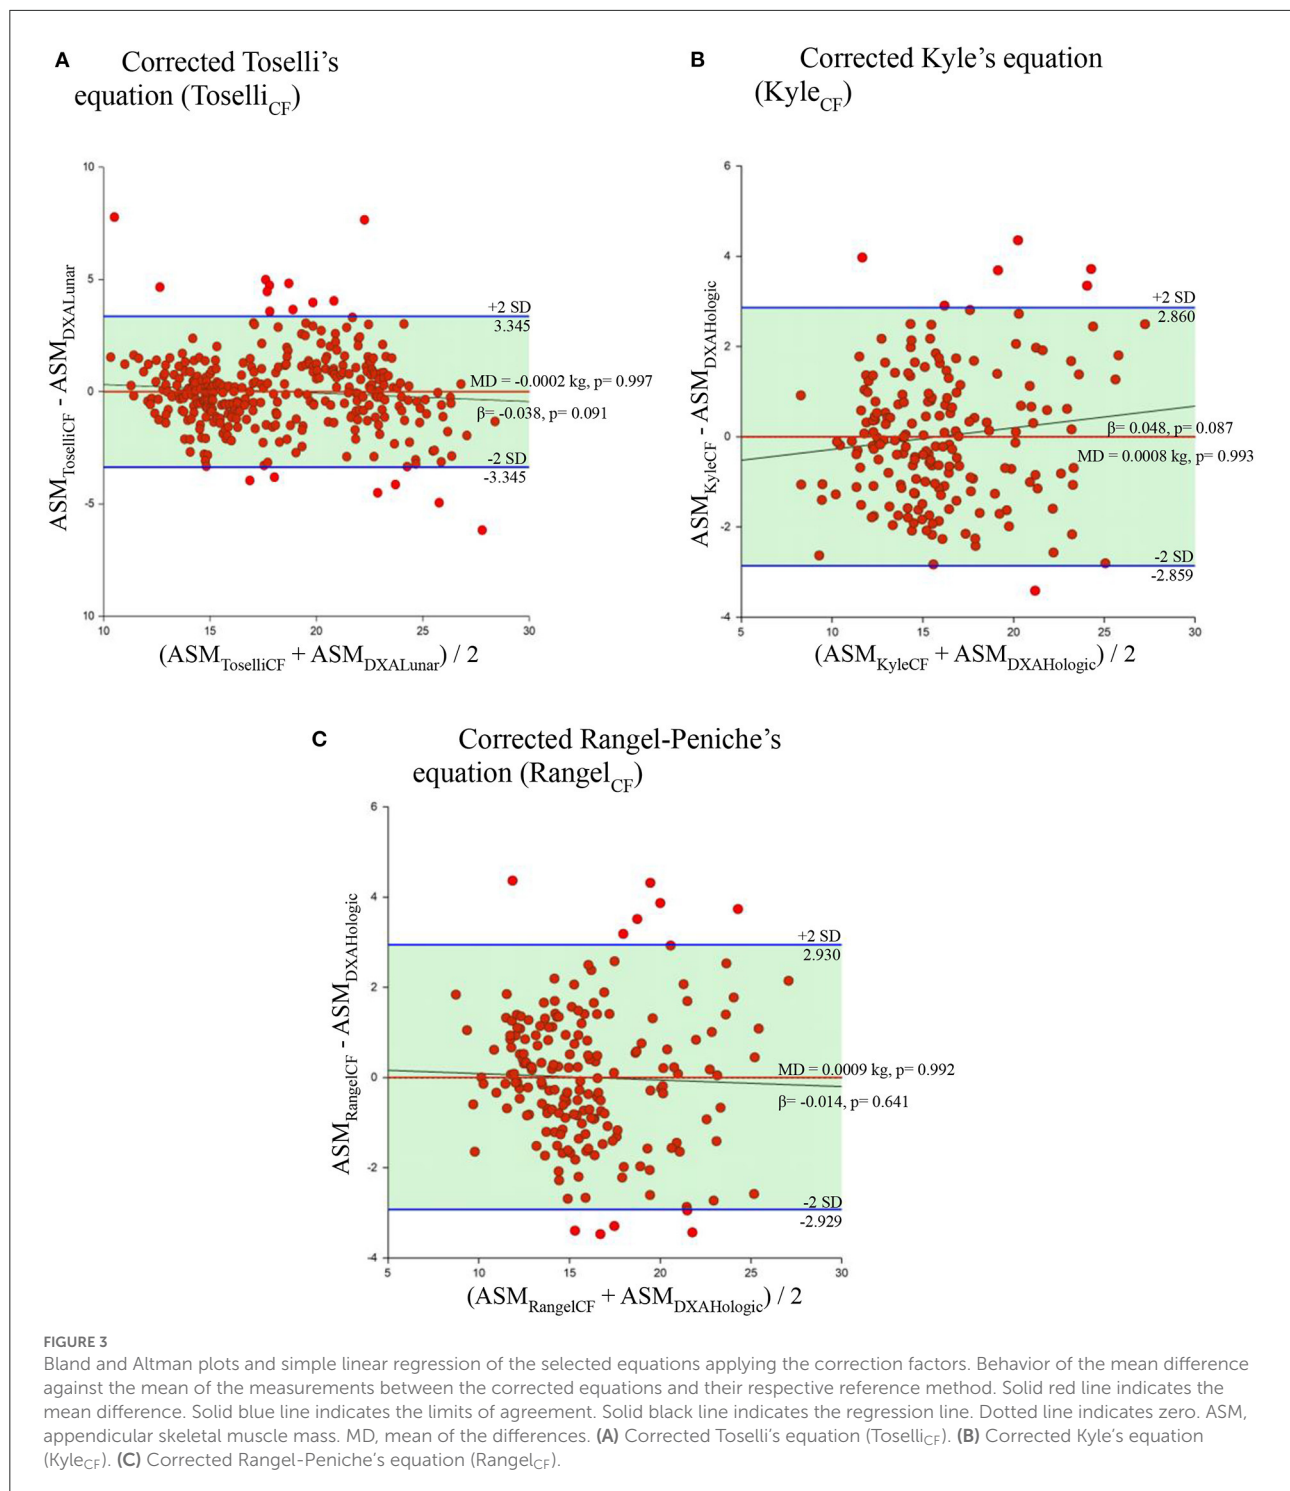 A Corrected Toselli's
equation (Toselli_CF)
10
5
0
-5
10
10 15 20 25 30
ASM_ToselliCF - ASM_DXALunar
+2 SD
3.345
MD = -0.0002 kg, p= 0.997
β= -0.038, p= 0.091
-2 SD
-3.345
(ASM_ToselliCF + ASM_DXALunar) / 2
B Corrected Kyle's equation
(Kyle_CF)
6
4
2
0
-2
-4
5 10 15 20 25 30
ASM_KyleCF - ASM_DXAHologic
+2 SD
2.860
β= 0.048, p= 0.087
MD = 0.0008 kg, p= 0.993
-2 SD
-2.859
(ASM_KyleCF + ASM_DXAHologic) / 2
C Corrected Rangel-Peniche's
equation (Rangel_CF)
6
4
2
0
-2
-4
5 10 15 20 25 30
ASM_RangelCF - ASM_DXAHologic
+2 SD
2.930
MD = 0.0009 kg, p= 0.992
β= -0.014, p= 0.641
-2 SD
-2.929
(ASM_RangelCF + ASM_DXAHologic) / 2
FIGURE 3
Bland and Altman plots and simple linear regression of the selected equations applying the correction factors. Behavior of the mean difference
against the mean of the measurements between the corrected equations and their respective reference method. Solid red line indicates the
mean difference. Solid blue line indicates the limits of agreement. Solid black line indicates the regression line. Dotted line indicates zero. ASM,
appendicular skeletal muscle mass. MD, mean of the differences. (A) Corrected Toselli's equation (Toselli_CF). (B) Corrected Kyle's equation
(Kyle_CF). (C) Corrected Rangel-Peniche's equation (Rangel_CF).